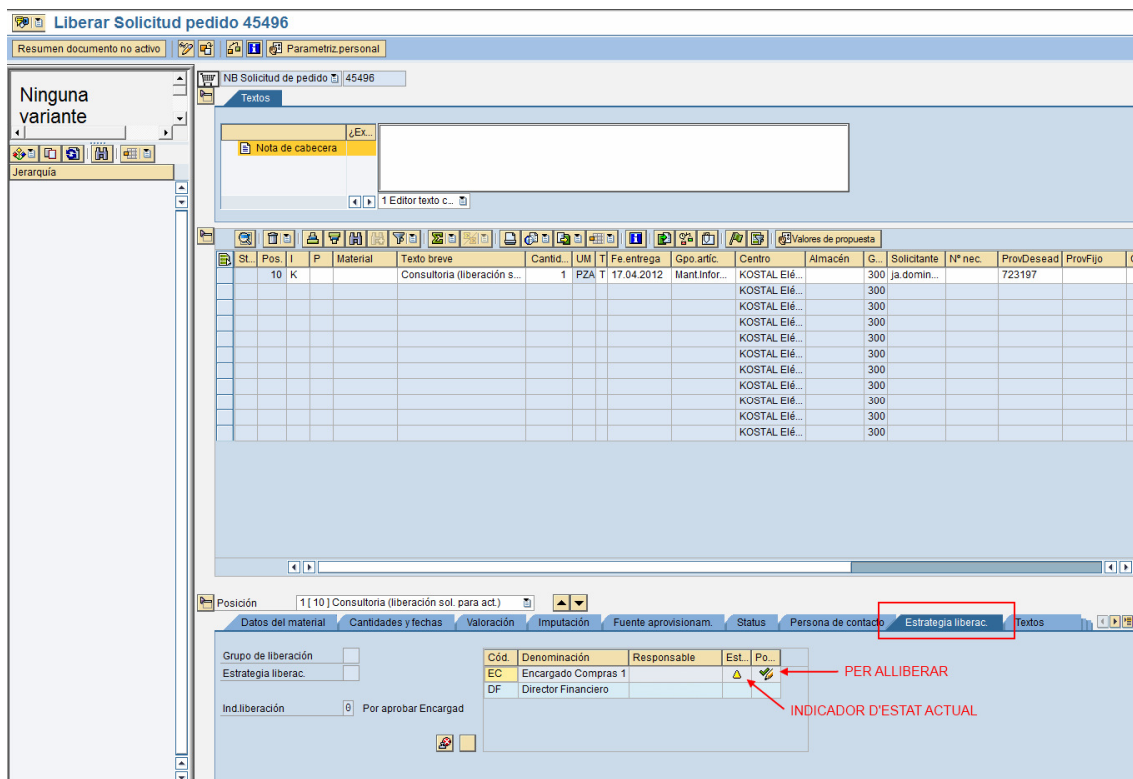 Liberar Solicitud pedido 45496
Resumen documento no activo Parametriz.personal
Ninguna
variante
Jerarquía
NB Solicitud de pedido 45496
Textos
¿Ex...
Nota de cabecera
1 Editor texto c...
Valores de propuesta
St... Pos. I P Material Texto breve Cantid... UM T Fe.entrega Gpo.artíc. Centro Almacén G... Solicitante Nº nec. ProvDesead ProvFijo
10 K Consultoria (liberación s... 1 PZA T 17.04.2012 Mant.Infor... KOSTAL Elé... 300 ja.domin... 723197
KOSTAL Elé... 300
KOSTAL Elé... 300
KOSTAL Elé... 300
KOSTAL Elé... 300
KOSTAL Elé... 300
KOSTAL Elé... 300
KOSTAL Elé... 300
KOSTAL Elé... 300
KOSTAL Elé... 300
KOSTAL Elé... 300
Posición 1 [ 10 ] Consultoria (liberación sol. para act.)
Datos del material Cantidades y fechas Valoración Imputación Fuente aprovisionam. Status Persona de contacto Estrategia liberac. Textos
Grupo de liberación
Estrategia liberac.
Ind.liberación 0 Por aprobar Encargad
Cód. Denominación Responsable Est... Po...
EC Encargado Compras 1
DF Director Financiero
PER ALLIBERAR
INDICADOR D'ESTAT ACTUAL